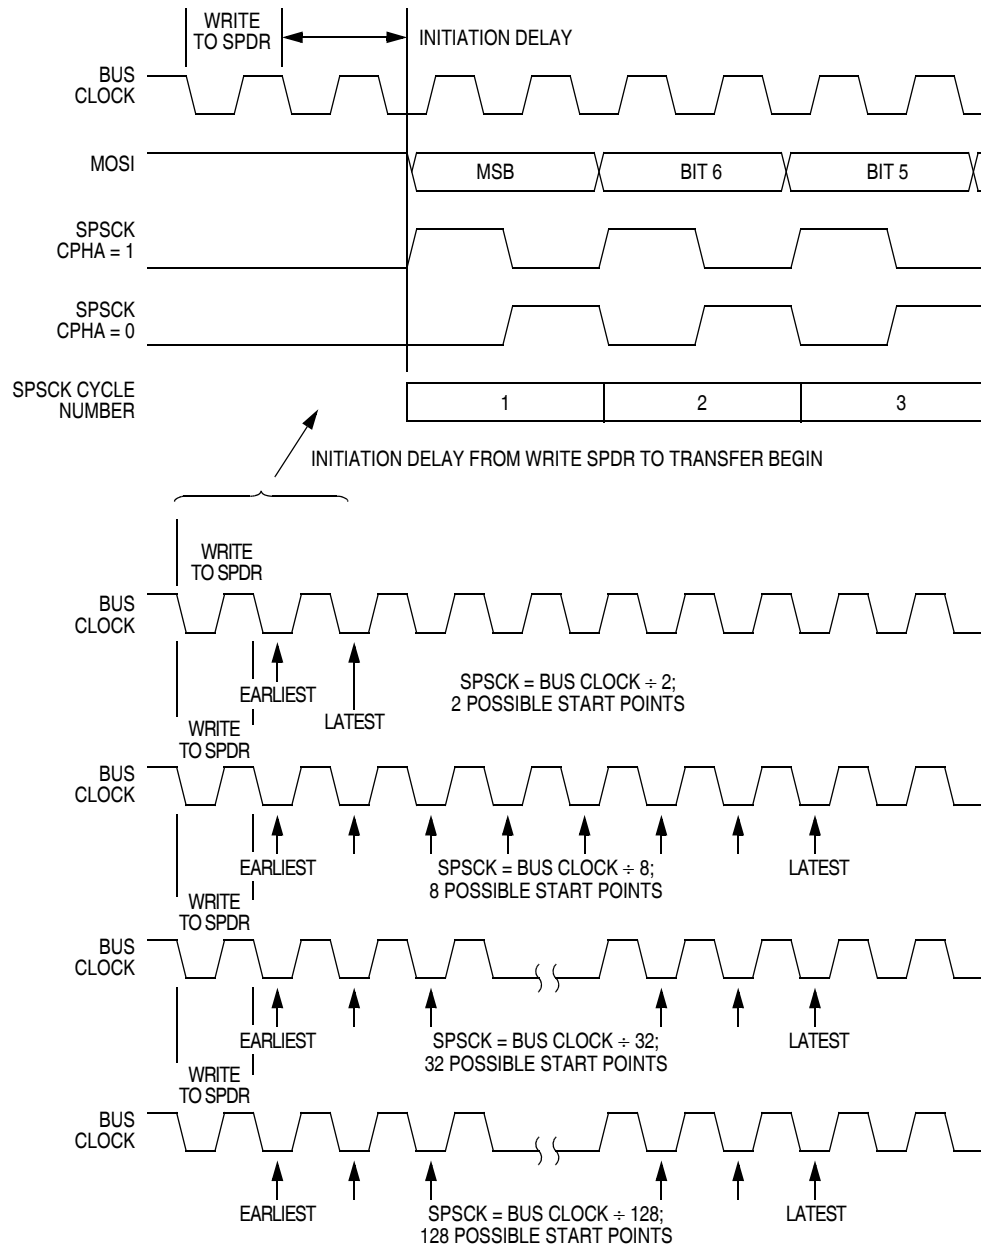 WRITE
TO SPDR
INITIATION DELAY
BUS
CLOCK
MOSI
MSB
BIT 6
BIT 5
SPSCK
CPHA = 1
SPSCK
CPHA = 0
SPSCK CYCLE
NUMBER
1
2
3
INITIATION DELAY FROM WRITE SPDR TO TRANSFER BEGIN
WRITE
TO SPDR
BUS
CLOCK
EARLIEST
LATEST
SPSCK = BUS CLOCK ÷ 2;
2 POSSIBLE START POINTS
WRITE
TO SPDR
BUS
CLOCK
EARLIEST
SPSCK = BUS CLOCK ÷ 8;
8 POSSIBLE START POINTS
LATEST
WRITE
TO SPDR
BUS
CLOCK
EARLIEST
SPSCK = BUS CLOCK ÷ 32;
32 POSSIBLE START POINTS
LATEST
WRITE
TO SPDR
BUS
CLOCK
EARLIEST
SPSCK = BUS CLOCK ÷ 128;
128 POSSIBLE START POINTS
LATEST